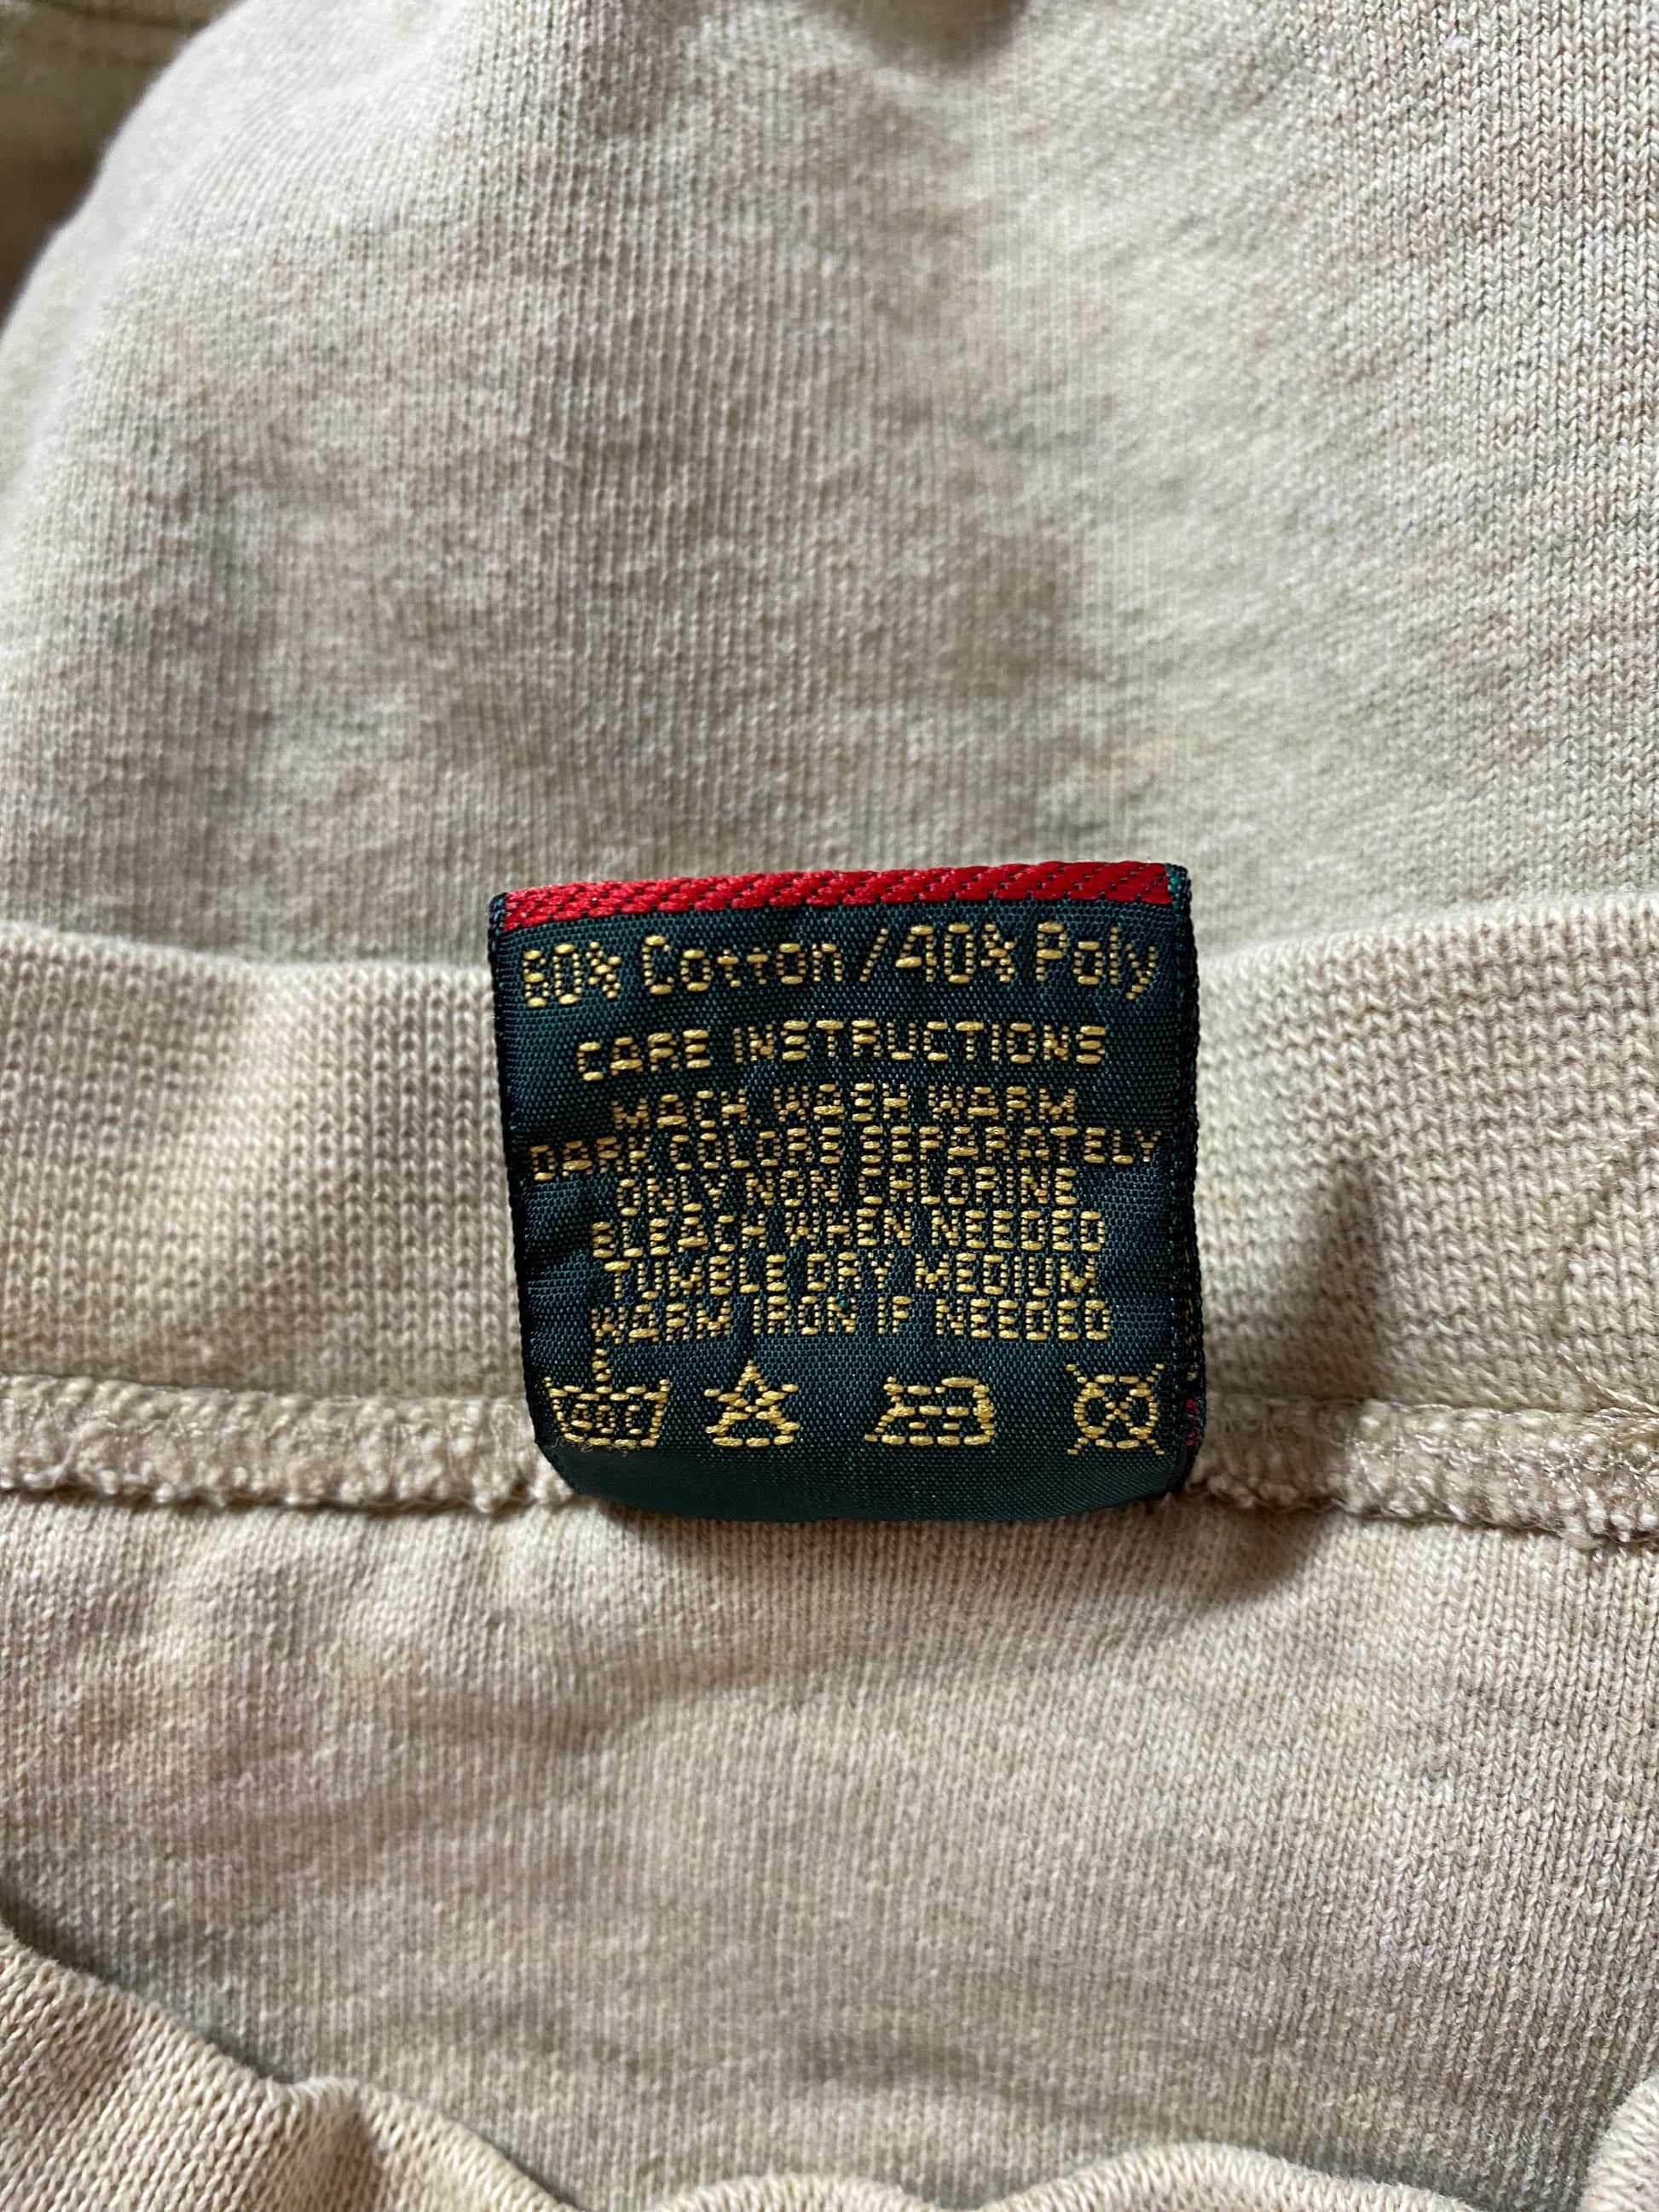 60% Cotton / 40% Poly
CARE INSTRUCTIONS
MACH. WASH WARM
DARK COLORS SEPARATELY
ONLY NON CHLORINE
BLEACH WHEN NEEDED
TUMBLE DRY MEDIUM
WARM IRON IF NEEDED
40C